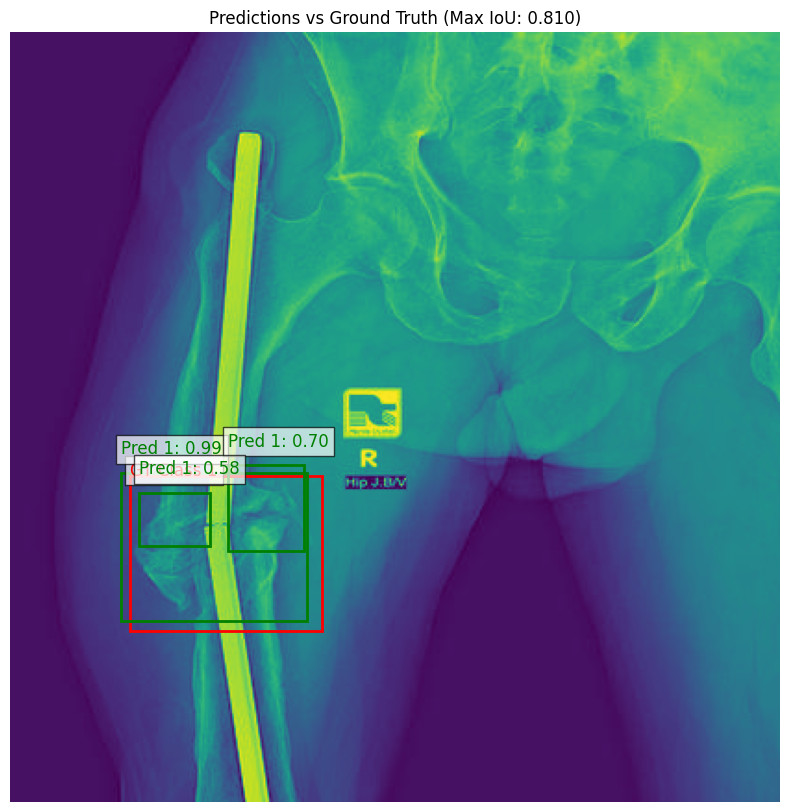 Predictions vs Ground Truth (Max IoU: 0.810)
Pred 1: 0.99
Pred 1: 0.70
Pred 1: 0.58
R
Hip J.B/V